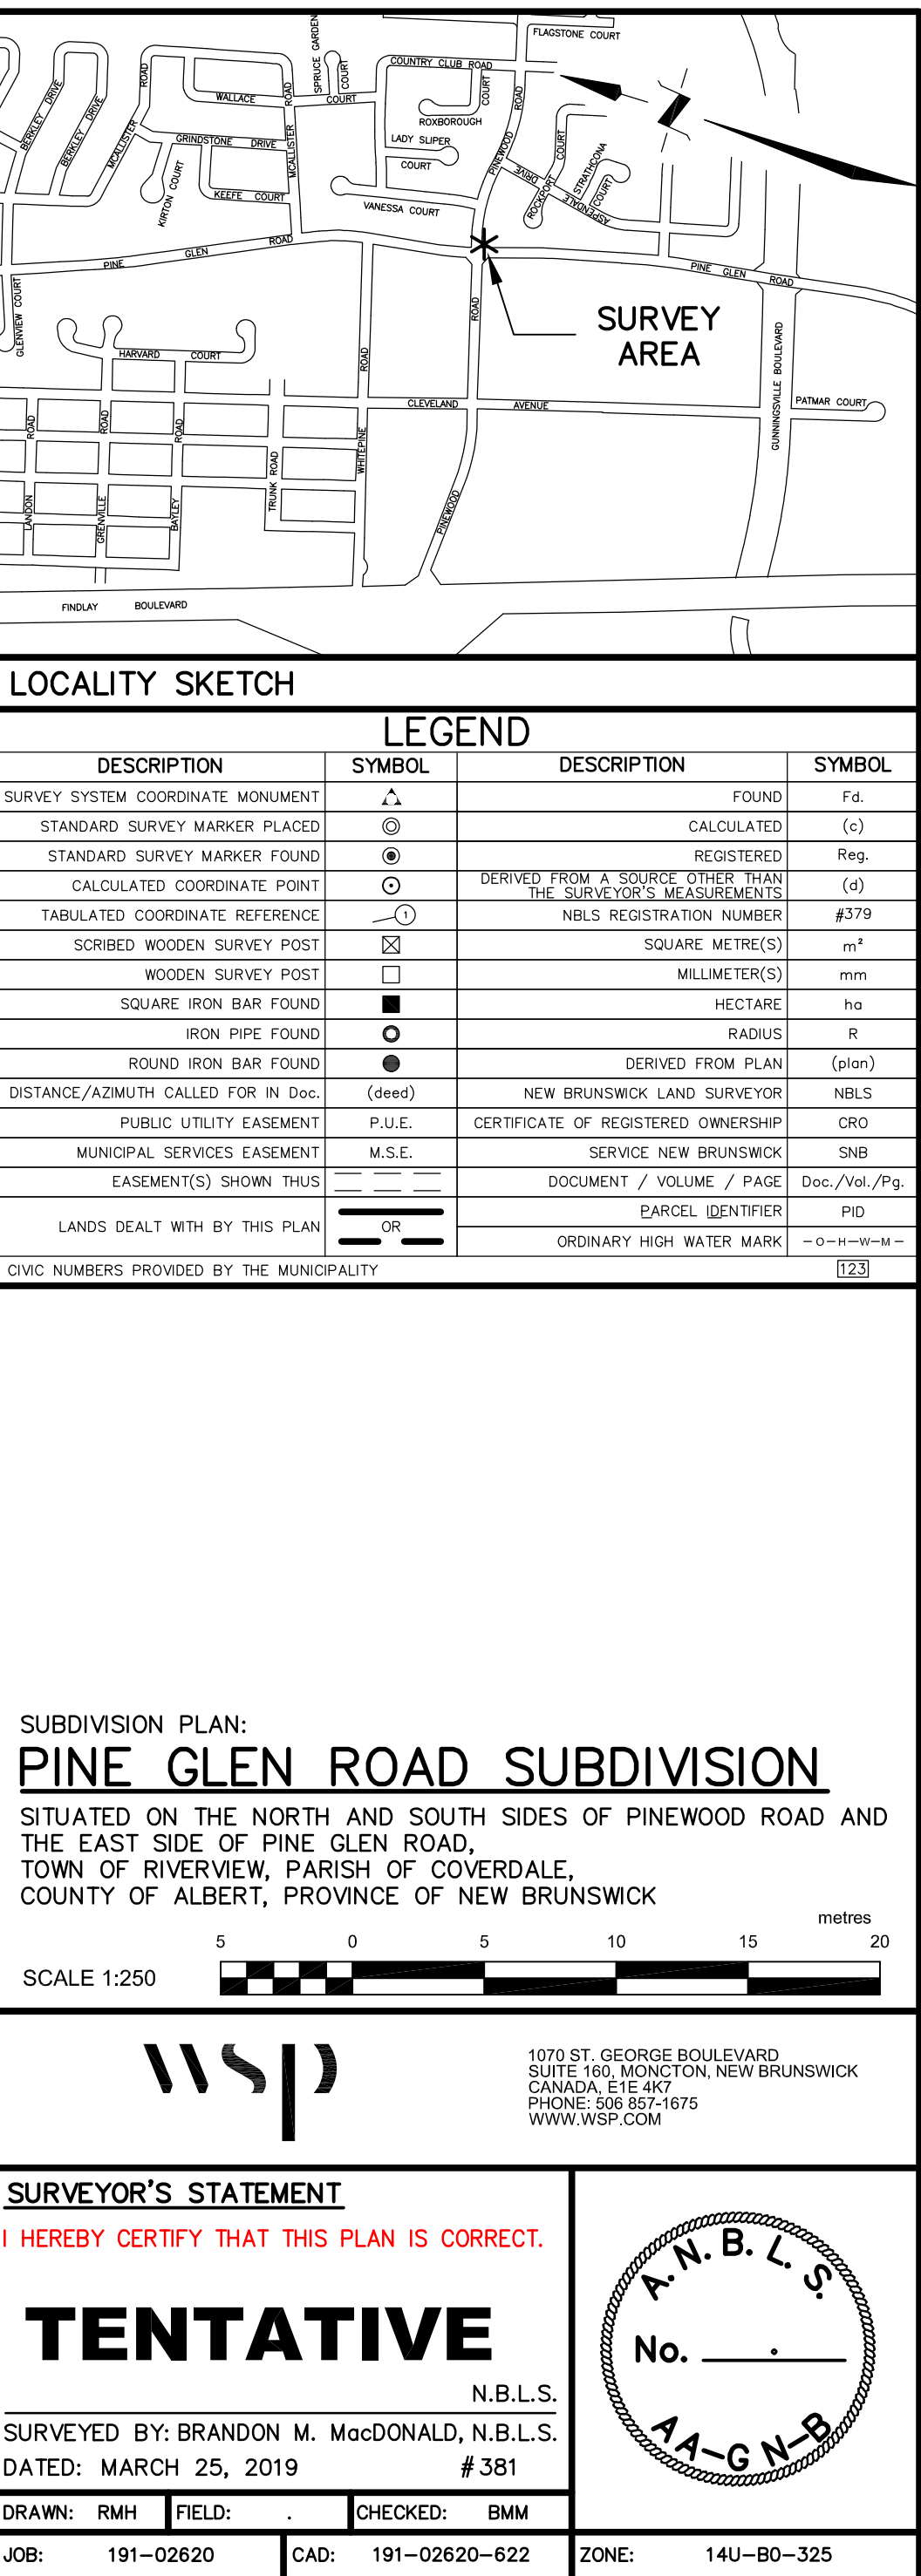 FLAGSTONE COURT
SPRUCE GARDEN
COURT
COUNTRY CLUB ROAD
COURT
ROAD
ROAD
ROAD
WALLACE COURT
BERKLEY DRIVE
BERKLEY DRIVE
MCALLISTER
ROXBOROUGH
PINEWOOD
COURT
GRINDSTONE DRIVE
MCALLISTER
LADY SLIPER
COURT
STRATHCONA
COURT
DRIVE
ROCKPORT
ASPENDALE
KIRTON COURT
KEEFE COURT
VANESSA COURT
PINE GLEN ROAD
PINE GLEN ROAD
GLENVIEW COURT
ROAD
SURVEY
AREA
HARVARD COURT
ROAD
GUNNINGSVILLE BOULEVARD
CLEVELAND AVENUE
PATMAR COURT
ROAD
ROAD
ROAD
TRUNK ROAD
WHITEPINE
LANDON
GRENVILLE
BAYLEY
PINEWOOD
FINDLAY BOULEVARD
LOCALITY SKETCH
LEGEND
DESCRIPTION SYMBOL DESCRIPTION SYMBOL
SURVEY SYSTEM COORDINATE MONUMENT FOUND Fd.
STANDARD SURVEY MARKER PLACED CALCULATED (c)
STANDARD SURVEY MARKER FOUND REGISTERED Reg.
CALCULATED COORDINATE POINT DERIVED FROM A SOURCE OTHER THAN
THE SURVEYOR'S MEASUREMENTS (d)
TABULATED COORDINATE REFERENCE 1 NBLS REGISTRATION NUMBER #379
SCRIBED WOODEN SURVEY POST SQUARE METRE(S) m²
WOODEN SURVEY POST MILLIMETER(S) mm
SQUARE IRON BAR FOUND HECTARE ha
IRON PIPE FOUND RADIUS R
ROUND IRON BAR FOUND DERIVED FROM PLAN (plan)
DISTANCE/AZIMUTH CALLED FOR IN Doc. (deed) NEW BRUNSWICK LAND SURVEYOR NBLS
PUBLIC UTILITY EASEMENT P.U.E. CERTIFICATE OF REGISTERED OWNERSHIP CRO
MUNICIPAL SERVICES EASEMENT M.S.E. SERVICE NEW BRUNSWICK SNB
EASEMENT(S) SHOWN THUS DOCUMENT / VOLUME / PAGE Doc./Vol./Pg.
LANDS DEALT WITH BY THIS PLAN OR PARCEL IDENTIFIER PID
ORDINARY HIGH WATER MARK —O—H—W—M—
CIVIC NUMBERS PROVIDED BY THE MUNICIPALITY 123
SUBDIVISION PLAN:
PINE GLEN ROAD SUBDIVISION
SITUATED ON THE NORTH AND SOUTH SIDES OF PINEWOOD ROAD AND
THE EAST SIDE OF PINE GLEN ROAD,
TOWN OF RIVERVIEW, PARISH OF COVERDALE,
COUNTY OF ALBERT, PROVINCE OF NEW BRUNSWICK
metres
5 0 5 10 15 20
SCALE 1:250
wsp
1070 ST. GEORGE BOULEVARD
SUITE 160, MONCTON, NEW BRUNSWICK
CANADA, E1E 4K7
PHONE: 506 857-1675
WWW.WSP.COM
SURVEYOR'S STATEMENT
I HEREBY CERTIFY THAT THIS PLAN IS CORRECT.
TENTATIVE
N.B.L.S.
SURVEYED BY: BRANDON M. MacDONALD, N.B.L.S.
DATED: MARCH 25, 2019 #381
A.N.B.L.S.
No.
AA-GN-B
DRAWN: RMH FIELD: . CHECKED: BMM
JOB: 191-02620 CAD: 191-02620-622 ZONE: 14U-B0-325